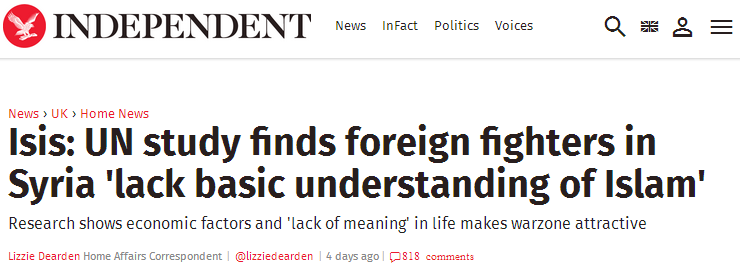 INDEPENDENT News InFact Politics Voices
News › UK › Home News
Isis: UN study finds foreign fighters in
Syria 'lack basic understanding of Islam'
Research shows economic factors and 'lack of meaning' in life makes warzone attractive
Lizzie Dearden Home Affairs Correspondent | @lizziedearden | 4 days ago | 818 comments